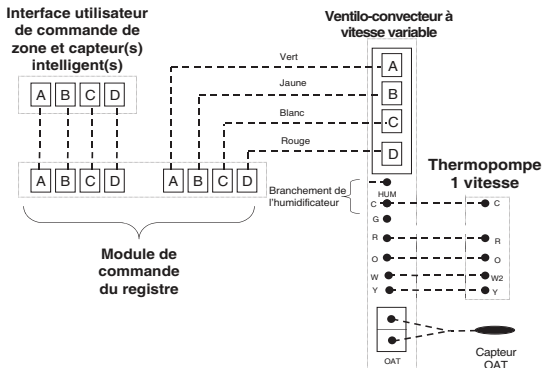 Interface utilisateur
de commande de
zone et capteur(s)
intelligent(s)
A B C D
A B C D
A B C D
Module de
commande
du registre
Vert
Jaune
Blanc
Rouge
Ventilo-convecteur à
vitesse variable
A
B
C
D
Branchement de
l'humidificateur
HUM
C
G
R
O
W
Y
OAT
Thermopompe
1 vitesse
C
R
O
W2
Y
Capteur
OAT